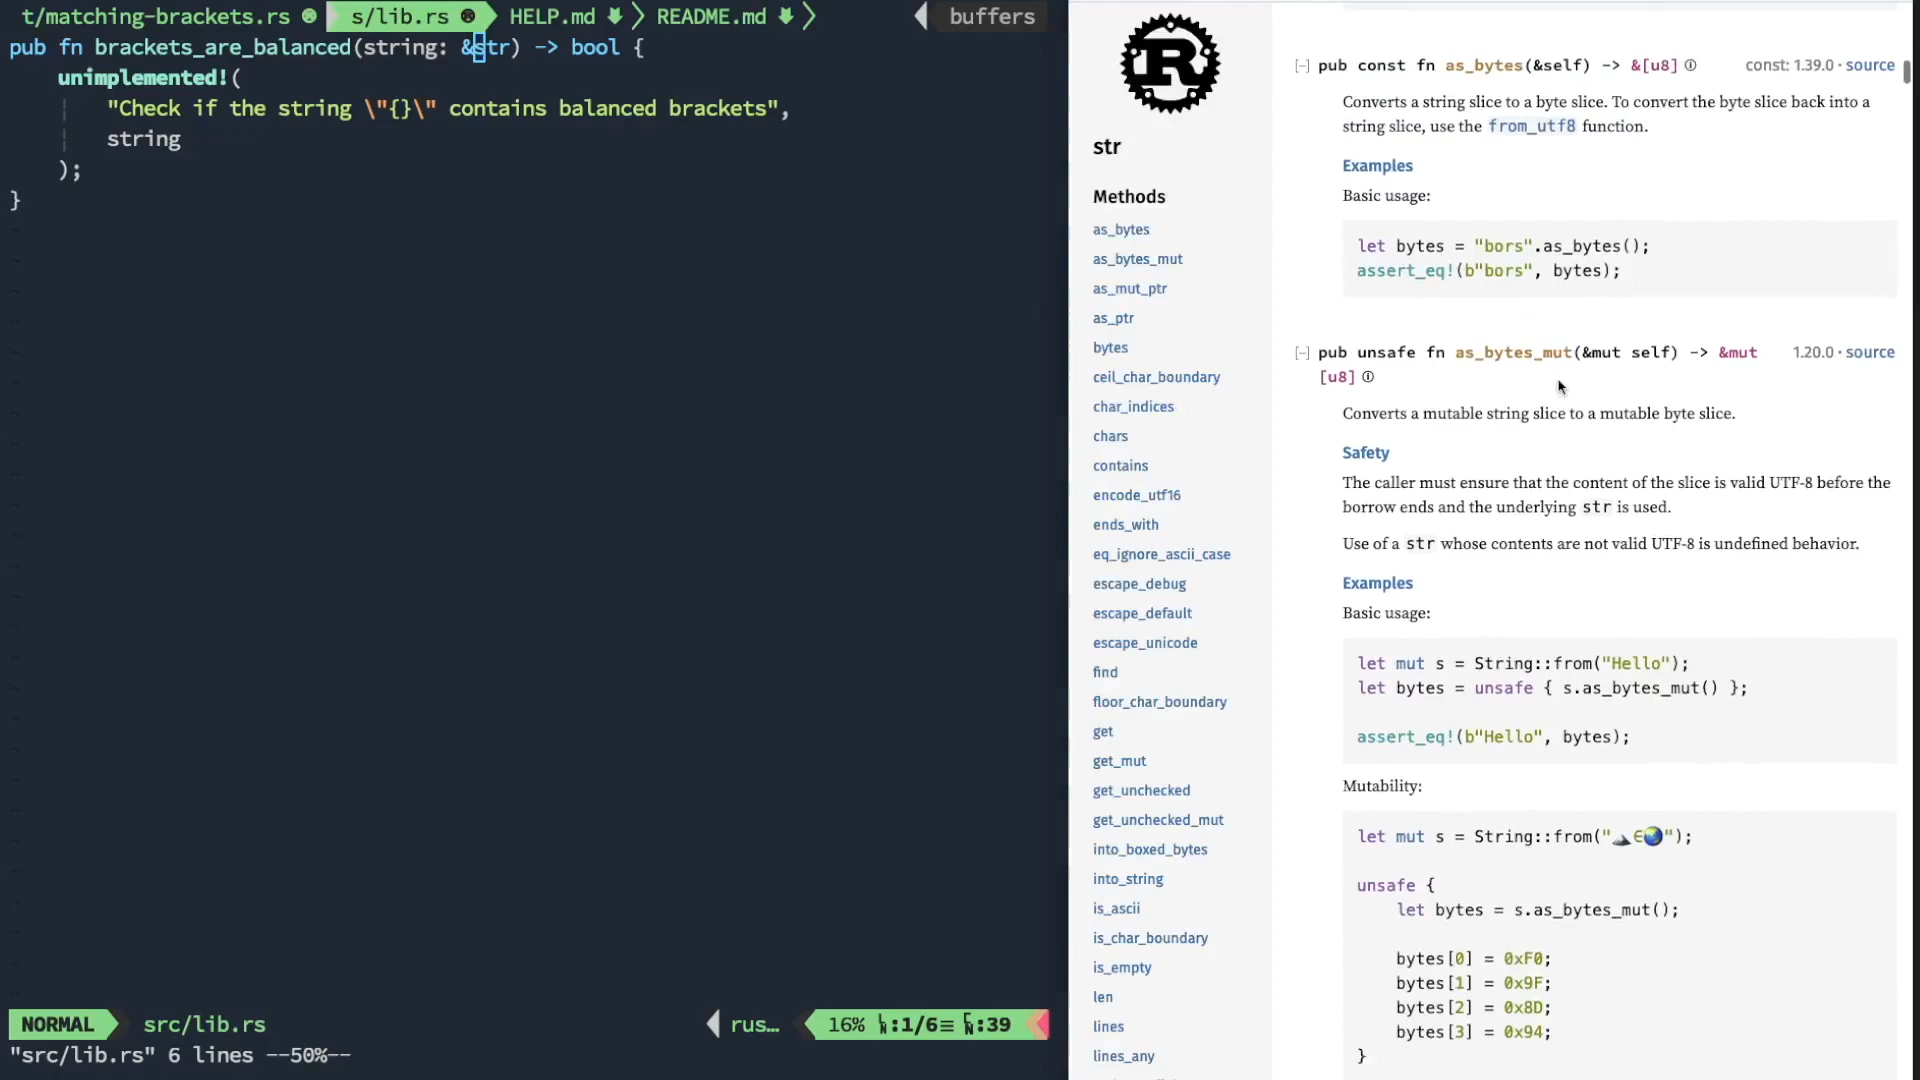 t/matching-brackets.rs s/lib.rs HELP.md README.md buffers
pub fn brackets_are_balanced(string: &str) -> bool {
unimplemented!(
"Check if the string \"{}\" contains balanced brackets",
string
);
}
NORMAL src/lib.rs rus… 16% :1/6 :39
"src/lib.rs" 6 lines --50%--
R
str
Methods
as_bytes
as_bytes_mut
as_mut_ptr
as_ptr
bytes
ceil_char_boundary
char_indices
chars
contains
encode_utf16
ends_with
eq_ignore_ascii_case
escape_debug
escape_default
escape_unicode
find
floor_char_boundary
get
get_mut
get_unchecked
get_unchecked_mut
into_boxed_bytes
into_string
is_ascii
is_char_boundary
is_empty
len
lines
lines_any
[−] pub const fn as_bytes(&self) -> &[u8] ⓘ const: 1.39.0 · source
Converts a string slice to a byte slice. To convert the byte slice back into a
string slice, use the from_utf8 function.
Examples
Basic usage:
let bytes = "bors".as_bytes();
assert_eq!(b"bors", bytes);
[−] pub unsafe fn as_bytes_mut(&mut self) -> &mut 1.20.0 · source
[u8] ⓘ
Converts a mutable string slice to a mutable byte slice.
Safety
The caller must ensure that the content of the slice is valid UTF-8 before the
borrow ends and the underlying str is used.
Use of a str whose contents are not valid UTF-8 is undefined behavior.
Examples
Basic usage:
let mut s = String::from("Hello");
let bytes = unsafe { s.as_bytes_mut() };
assert_eq!(b"Hello", bytes);
Mutability:
let mut s = String::from("🗻∈🌏");
unsafe {
let bytes = s.as_bytes_mut();
bytes[0] = 0xF0;
bytes[1] = 0x9F;
bytes[2] = 0x8D;
bytes[3] = 0x94;
}